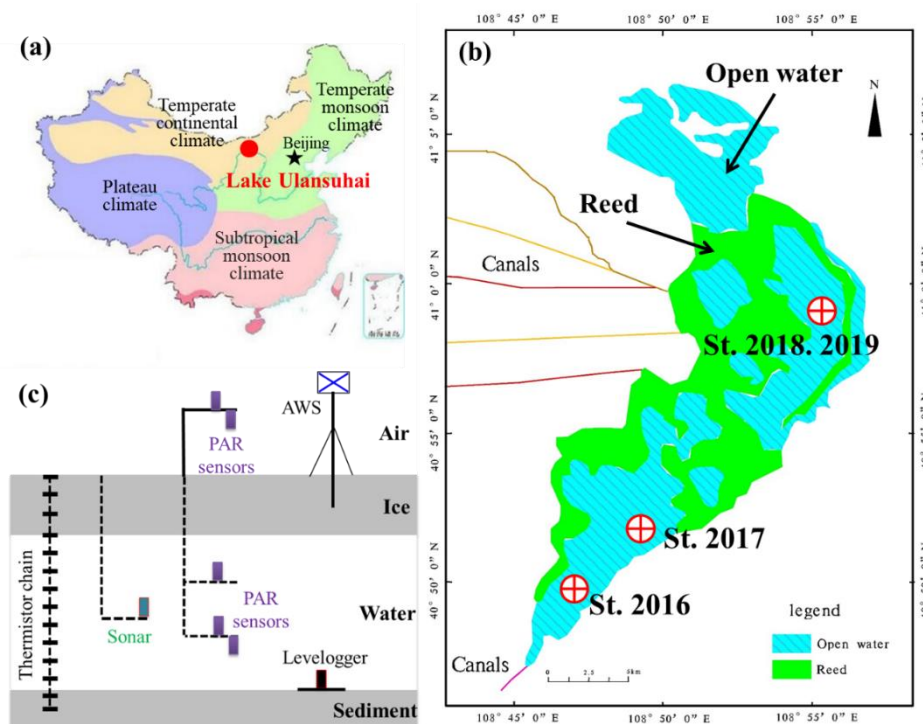 (a)
Temperate
continental
climate
Temperate
monsoon
climate
Beijing
Lake Ulansuhai
Plateau
climate
Subtropical
monsoon
climate
(b)
108° 45′ 0″ E
108° 50′ 0″ E
108° 55′ 0″ E
N
Open water
Reed
Canals
St. 2018. 2019
St. 2017
St. 2016
Canals
41° 5′ 0″ N
41° 0′ 0″ N
40° 55′ 0″ N
40° 50′ 0″ N
legend
Open water
Reed
0
2.5
108° 45′ 0″ E
108° 50′ 0″ E
108° 55′ 0″ E
(c)
AWS
Air
PAR
sensors
Ice
Thermistor chain
Water
PAR
sensors
Sonar
Levelogger
Sediment